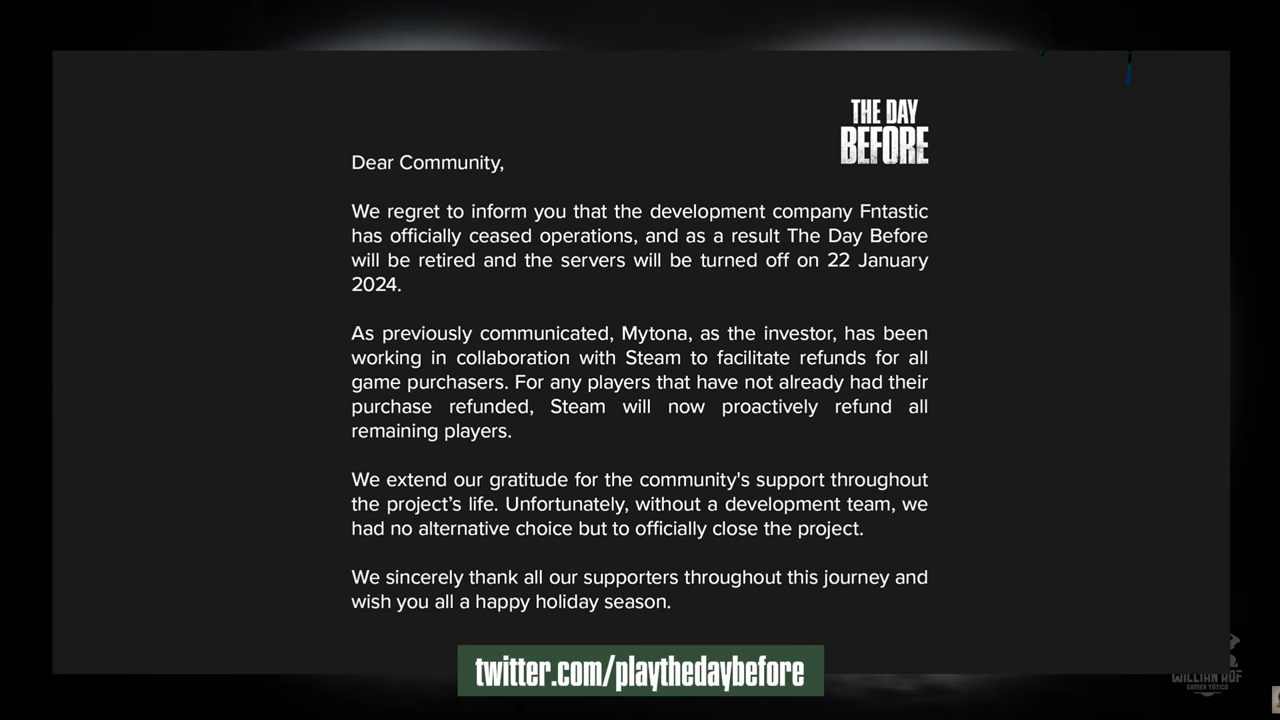 THE DAY
BEFORE
Dear Community,
We regret to inform you that the development company Fntastic
has officially ceased operations, and as a result The Day Before
will be retired and the servers will be turned off on 22 January
2024.
As previously communicated, Mytona, as the investor, has been
working in collaboration with Steam to facilitate refunds for all
game purchasers. For any players that have not already had their
purchase refunded, Steam will now proactively refund all
remaining players.
We extend our gratitude for the community's support throughout
the project’s life. Unfortunately, without a development team, we
had no alternative choice but to officially close the project.
We sincerely thank all our supporters throughout this journey and
wish you all a happy holiday season.
twitter.com/playthedaybefore
WILLIAN ROF
GAMER TÁTICO